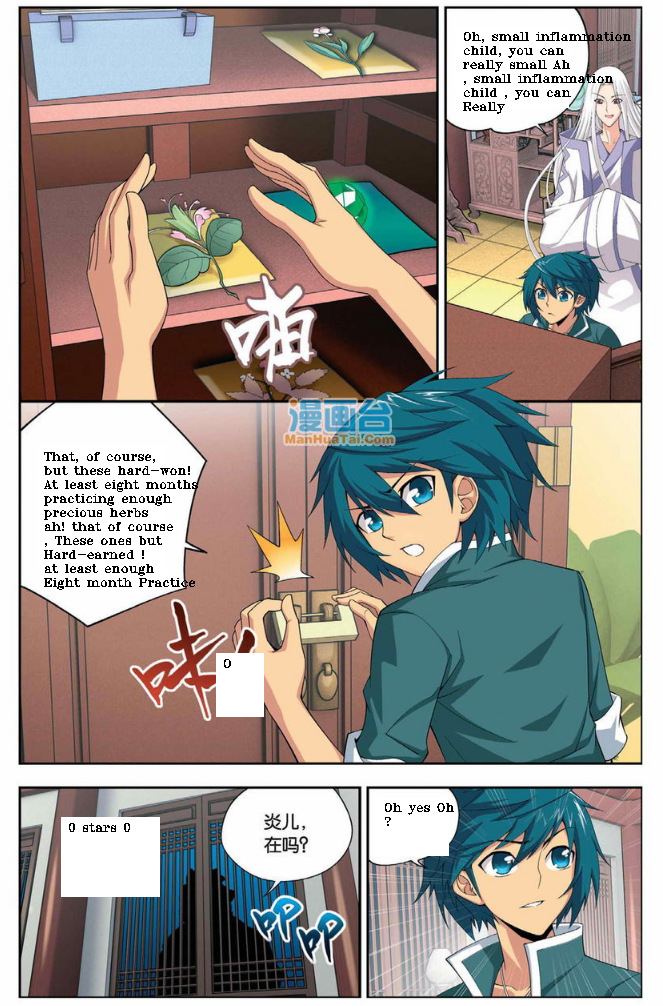 Oh, small inflammation
child, you can
really small Ah
, small inflammation
child , you can
Really
啪
漫画台
ManHuaTai.Com
That, of course,
but these hard-won!
At least eight months
practicing enough
precious herbs
ah! that of course
, These ones but
Hard-earned !
at least enough
Eight month Practice
0
0 stars 0
炎儿，
在吗？
叩叩
Oh yes Oh
?